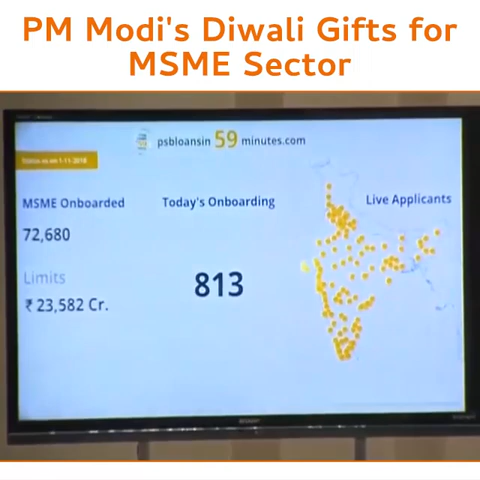 PM Modi's Diwali Gifts for
MSME Sector
psbloansin 59 minutes.com
MSME Onboarded
72,680
Today's Onboarding
813
Live Applicants
Limits
₹ 23,582 Cr.